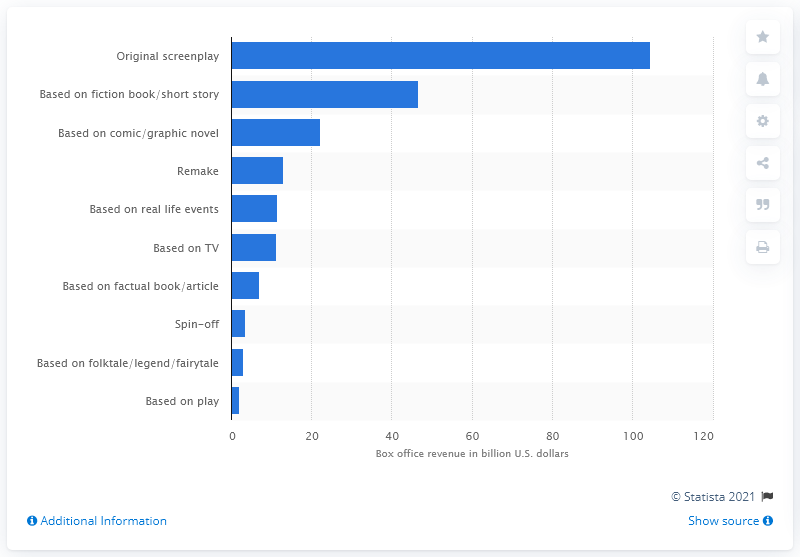 Original screenplay
Based on fiction book/short story
Based on comic/graphic novel
Remake
Based on real life events
Based on TV
Based on factual book/article
Spin-off
Based on folktale/legend/fairytale
Based on play
0 20 40 60 80 100 120
Box office revenue in billion U.S. dollars
© Statista 2021
Additional Information
Show source